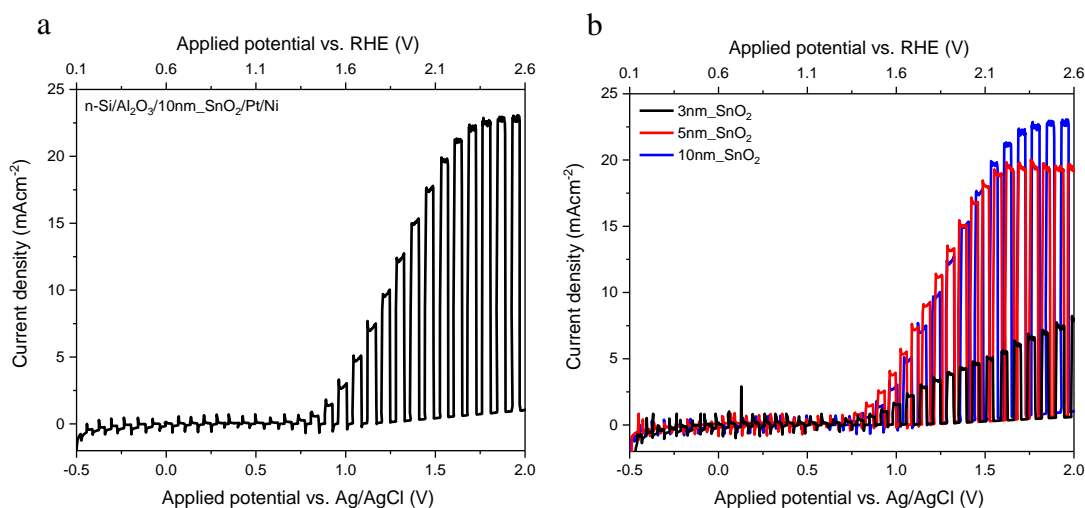 a
Applied potential vs. RHE (V)
0.1 0.6 1.1 1.6 2.1 2.6
n-Si/Al₂O₃/10nm_SnO₂/Pt/Ni
Current density (mAcm⁻²)
25
20
15
10
5
0
-0.5 0.0 0.5 1.0 1.5 2.0
Applied potential vs. Ag/AgCl (V)
b
Applied potential vs. RHE (V)
0.1 0.6 1.1 1.6 2.1 2.6
3nm_SnO₂
5nm_SnO₂
10nm_SnO₂
Current density (mAcm⁻²)
25
20
15
10
5
0
-0.5 0.0 0.5 1.0 1.5 2.0
Applied potential vs. Ag/AgCl (V)